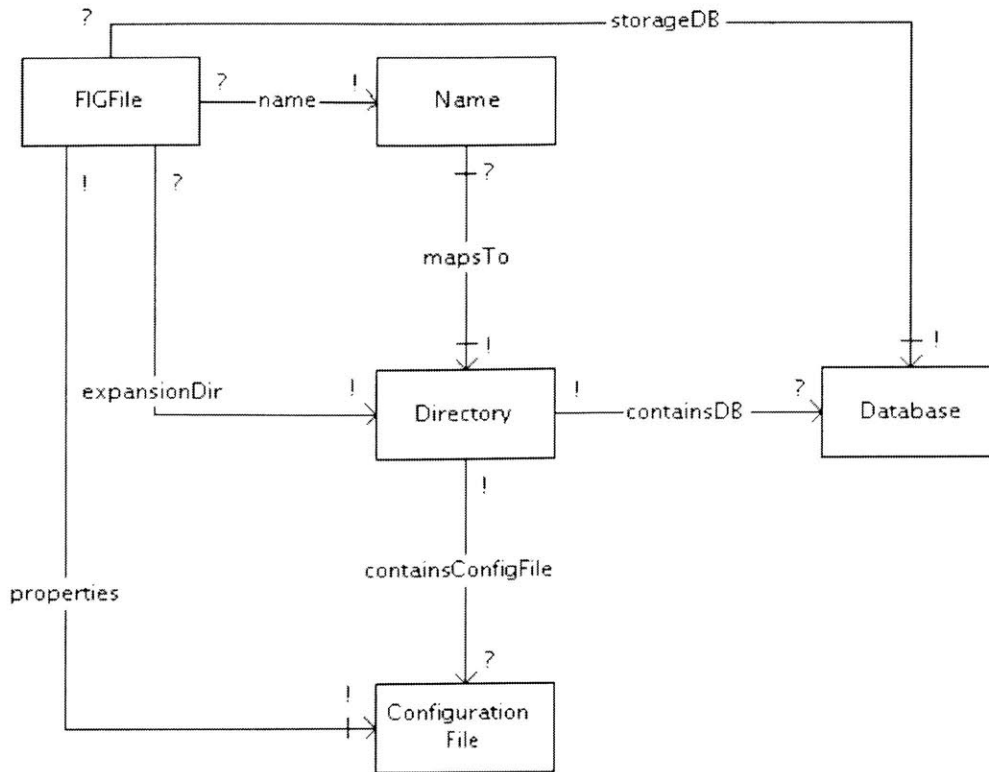 ? storageDB
FIGFile ? name ! Name
! ? ?
mapsTo
! !
expansionDir ! Directory ! containsDB ? Database
!
containsConfigFile
properties
?
! Configuration
File